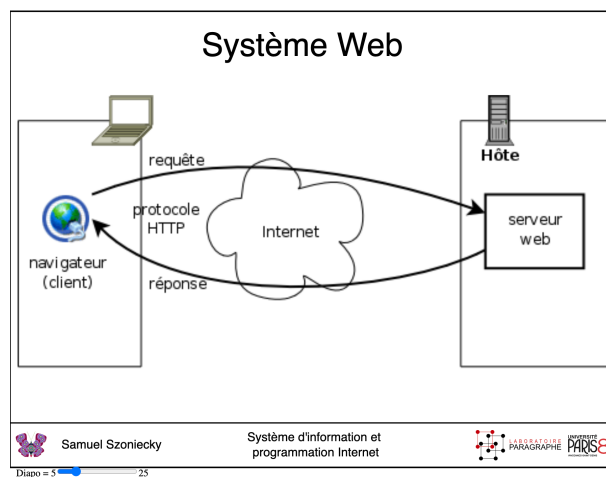 Système Web
requête
Hôte
protocole
HTTP
Internet
serveur
web
navigateur
(client)
réponse
Samuel Szoniecky
Système d'information et
programmation Internet
LABORATOIRE
PARAGRAPHE
UNIVERSITÉ
PARIS8
Diapo = 5
25